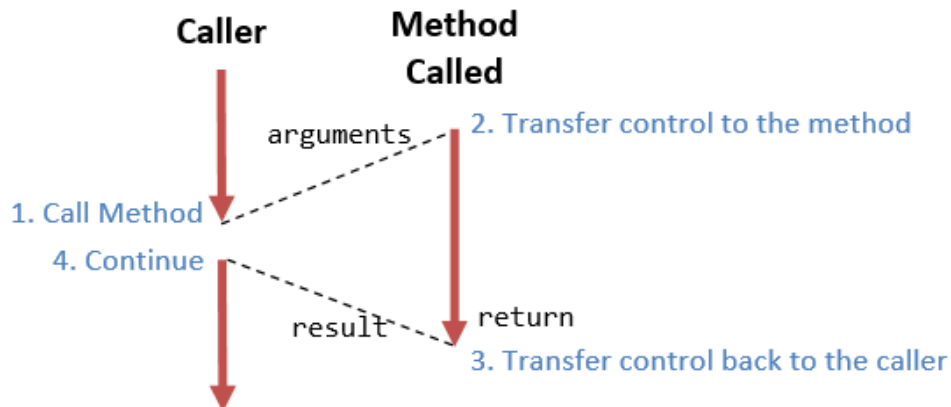 Caller
Method
Called
arguments
2. Transfer control to the method
1. Call Method
4. Continue
result
return
3. Transfer control back to the caller